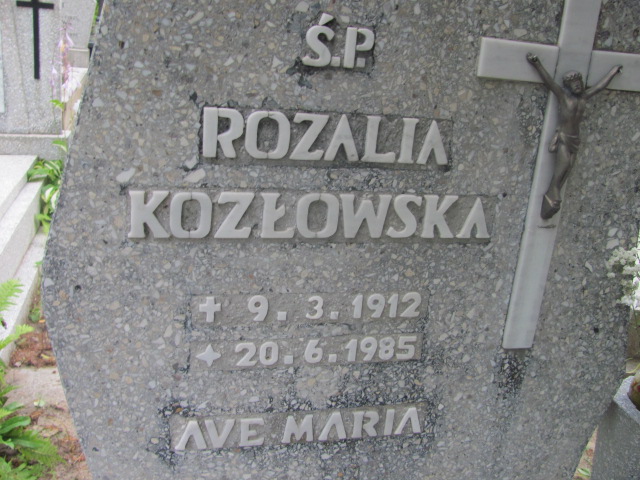 Ś.P.
ROZALIA
KOZŁOWSKA
+ 9.3.1912
✦ 20.6.1985
AVE MARIA